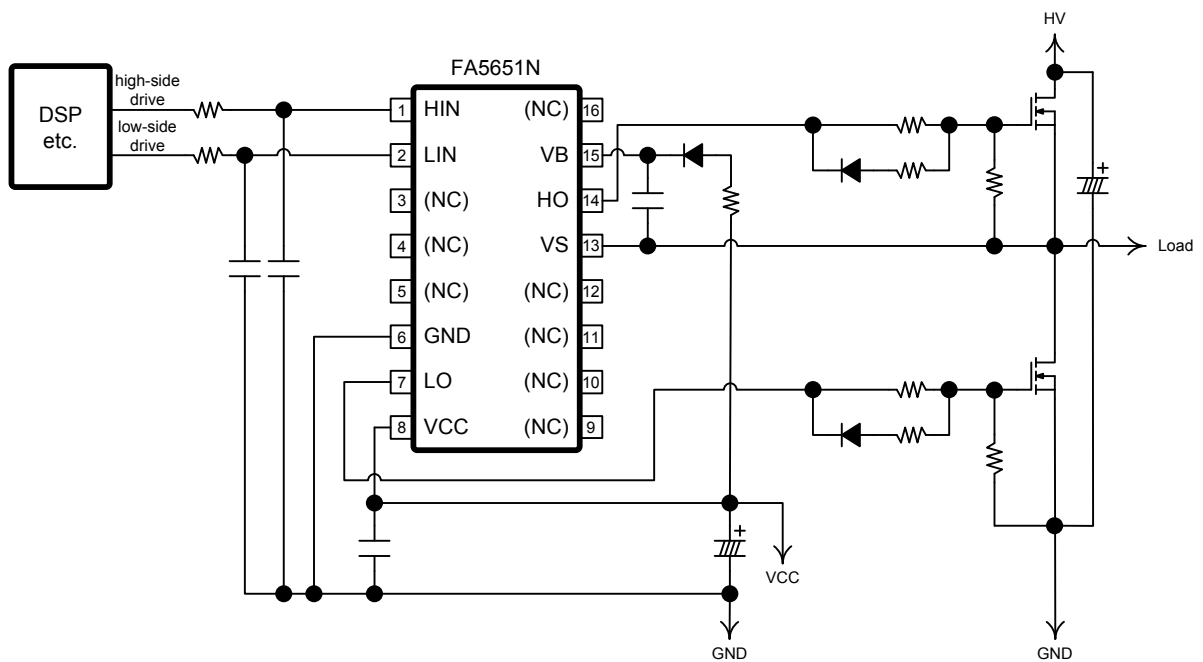 HV
FA5651N
DSP
etc.
high-side
drive
low-side
drive
1 HIN (NC) 16
2 LIN VB 15
3 (NC) HO 14
4 (NC) VS 13
5 (NC) (NC) 12
6 GND (NC) 11
7 LO (NC) 10
8 VCC (NC) 9
+
Load
+
VCC
GND
GND